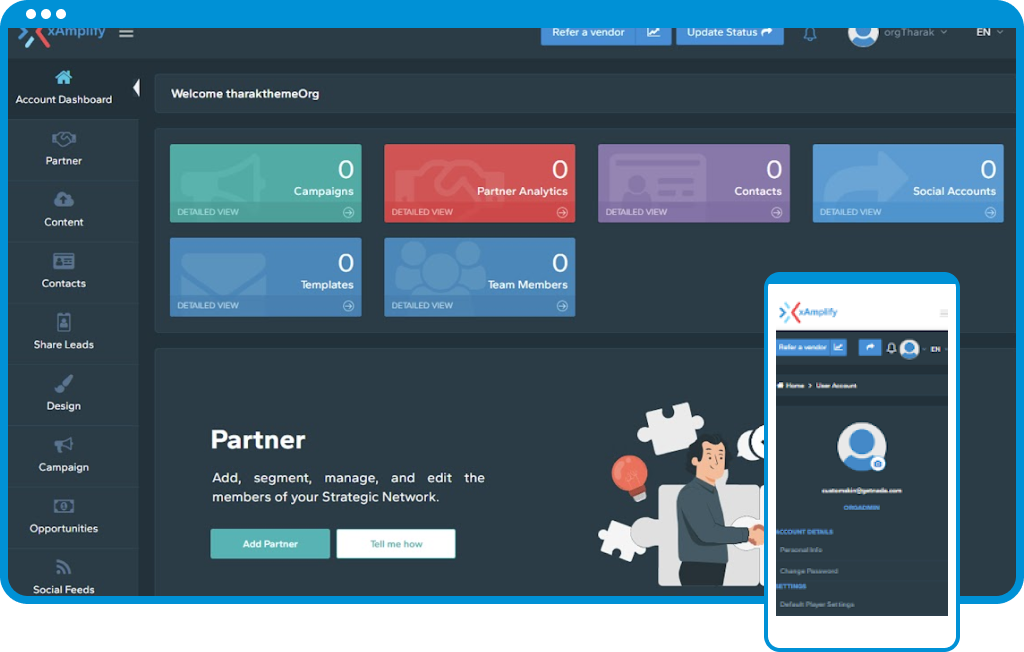 xAmplify
Refer a vendor
Update Status
orgTharak
EN
Account Dashboard
Partner
Content
Contacts
Share Leads
Design
Campaign
Opportunities
Social Feeds
Welcome tharakthemeOrg
0
Campaigns
DETAILED VIEW
0
Partner Analytics
DETAILED VIEW
0
Contacts
DETAILED VIEW
0
Social Accounts
DETAILED VIEW
0
Templates
DETAILED VIEW
0
Team Members
DETAILED VIEW
Partner
Add, segment, manage, and edit the
members of your Strategic Network.
Add Partner
Tell me how
xAmplify
Refer a vendor
EN
Home > User Account
customskin@getnada.com
ORGADMIN
ACCOUNT DETAILS
Personal Info
Change Password
SETTINGS
Default Player Settings